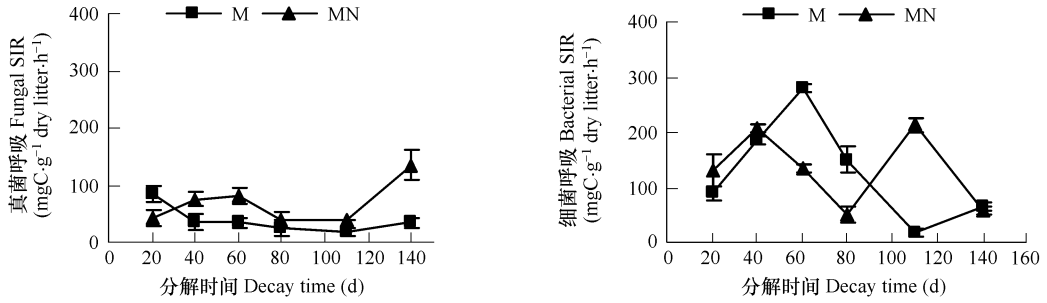 M MN
真菌呼吸 Fungal SIR
(mgC·g⁻¹ dry litter·h⁻¹)
400
300
200
100
0
0 20 40 60 80 100 120 140
分解时间 Decay time (d)
M MN
细菌呼吸 Bacterial SIR
(mgC·g⁻¹ dry litter·h⁻¹)
400
300
200
100
0
0 20 40 60 80 100 120 140 160
分解时间 Decay time (d)